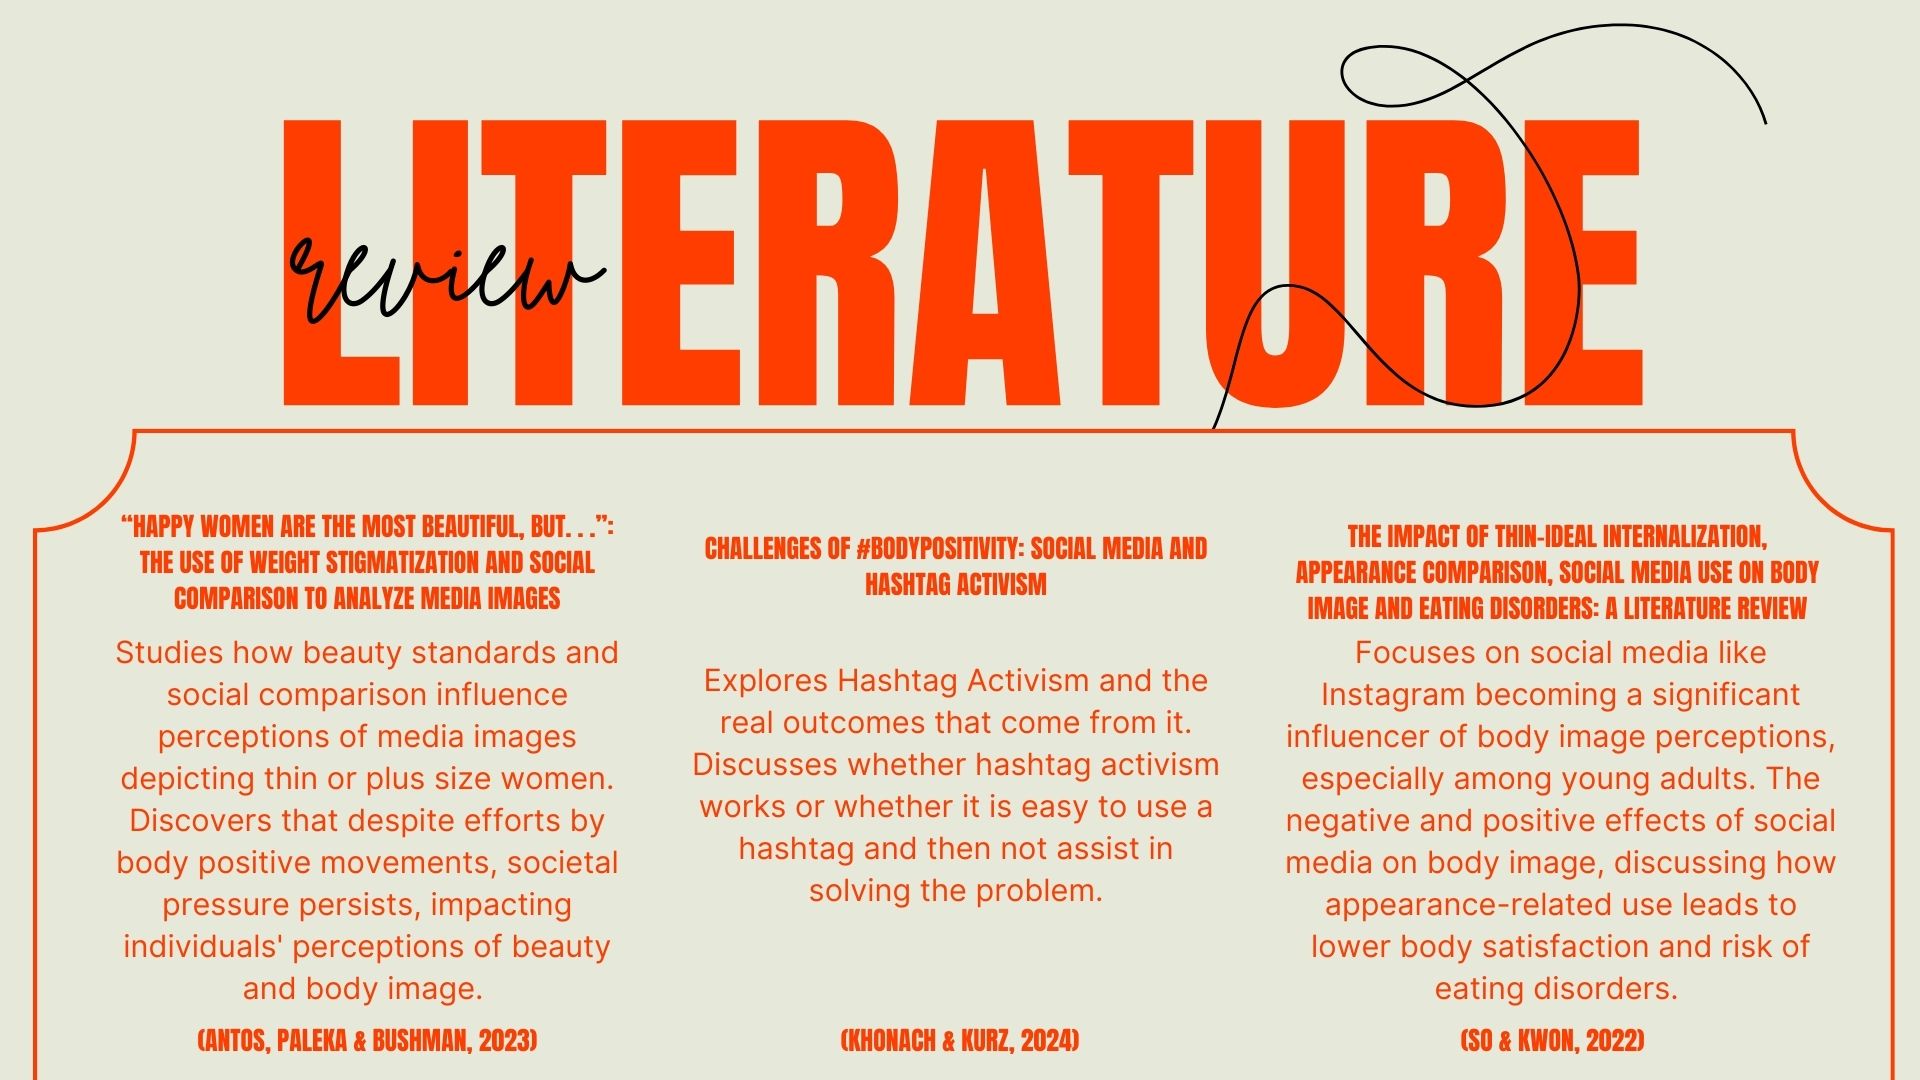 LITERATURE
review
“HAPPY WOMEN ARE THE MOST BEAUTIFUL, BUT. . .”:
THE USE OF WEIGHT STIGMATIZATION AND SOCIAL
COMPARISON TO ANALYZE MEDIA IMAGES
Studies how beauty standards and
social comparison influence
perceptions of media images
depicting thin or plus size women.
Discovers that despite efforts by
body positive movements, societal
pressure persists, impacting
individuals' perceptions of beauty
and body image.
(ANTOS, PALEKA & BUSHMAN, 2023)
CHALLENGES OF #BODYPOSITIVITY: SOCIAL MEDIA AND
HASHTAG ACTIVISM
Explores Hashtag Activism and the
real outcomes that come from it.
Discusses whether hashtag activism
works or whether it is easy to use a
hashtag and then not assist in
solving the problem.
(KHONACH & KURZ, 2024)
THE IMPACT OF THIN-IDEAL INTERNALIZATION,
APPEARANCE COMPARISON, SOCIAL MEDIA USE ON BODY
IMAGE AND EATING DISORDERS: A LITERATURE REVIEW
Focuses on social media like
Instagram becoming a significant
influencer of body image perceptions,
especially among young adults. The
negative and positive effects of social
media on body image, discussing how
appearance-related use leads to
lower body satisfaction and risk of
eating disorders.
(SO & KWON, 2022)